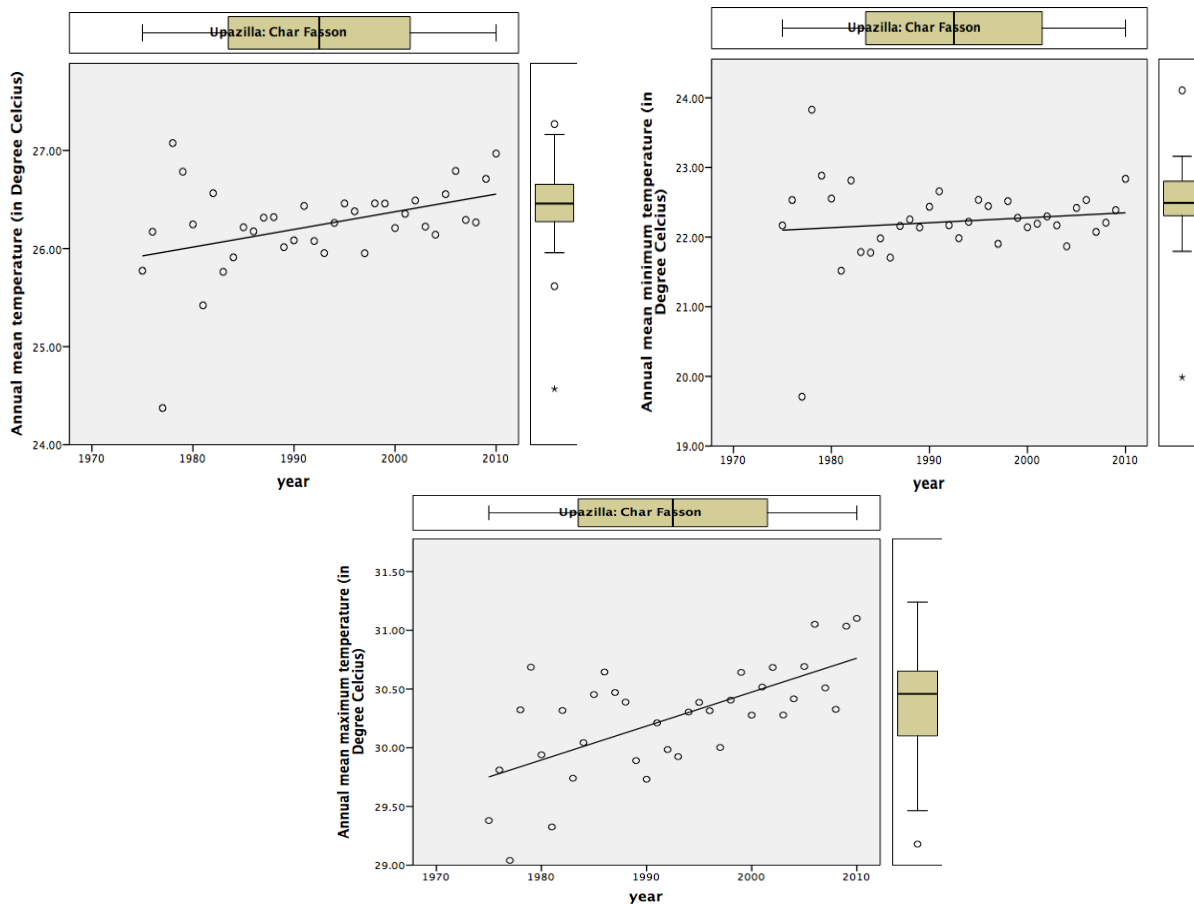 Upazilla: Char Fasson
Annual mean temperature (in Degree Celcius)
27.00
26.00
25.00
24.00
1970
1980
1990
2000
2010
year
Upazilla: Char Fasson
Annual mean minimum temperature (in
Degree Celcius)
24.00
23.00
22.00
21.00
20.00
19.00
1970
1980
1990
2000
2010
year
Upazilla: Char Fasson
Annual mean maximum temperature (in
Degree Celcius)
31.50
31.00
30.50
30.00
29.50
29.00
1970
1980
1990
2000
2010
year